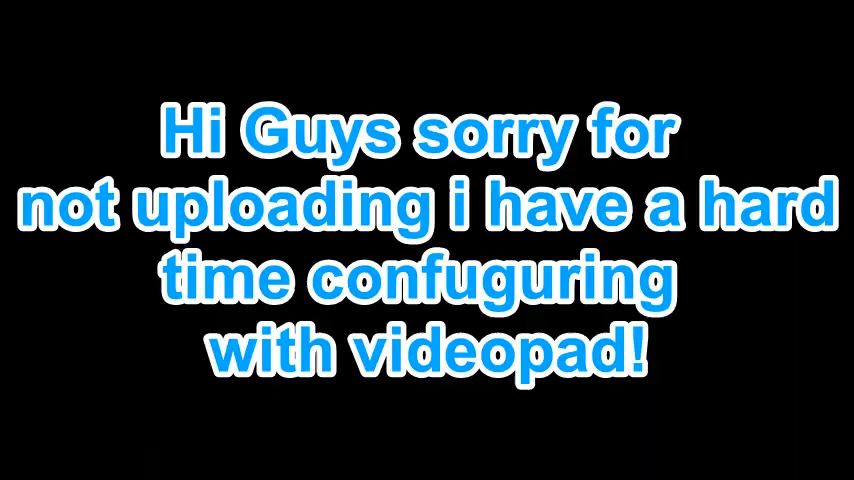 Hi Guys sorry for
not uploading i have a hard
time confuguring
with videopad!